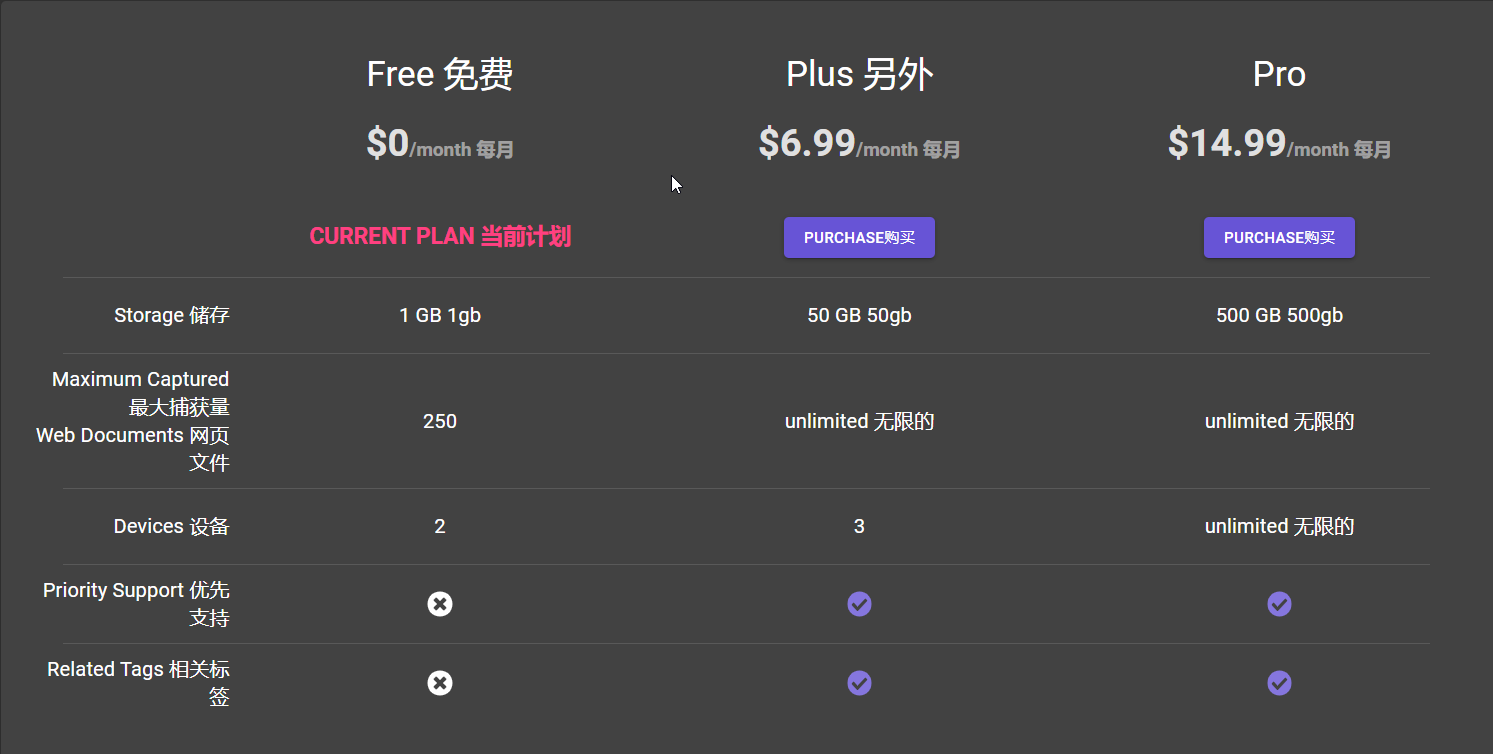 Free 免费
Plus 另外
Pro
$0/month 每月
$6.99/month 每月
$14.99/month 每月
CURRENT PLAN 当前计划
PURCHASE购买
PURCHASE购买
Storage 储存
1 GB 1gb
50 GB 50gb
500 GB 500gb
Maximum Captured
最大捕获量
Web Documents 网页
文件
250
unlimited 无限的
unlimited 无限的
Devices 设备
2
3
unlimited 无限的
Priority Support 优先
支持
Related Tags 相关标
签